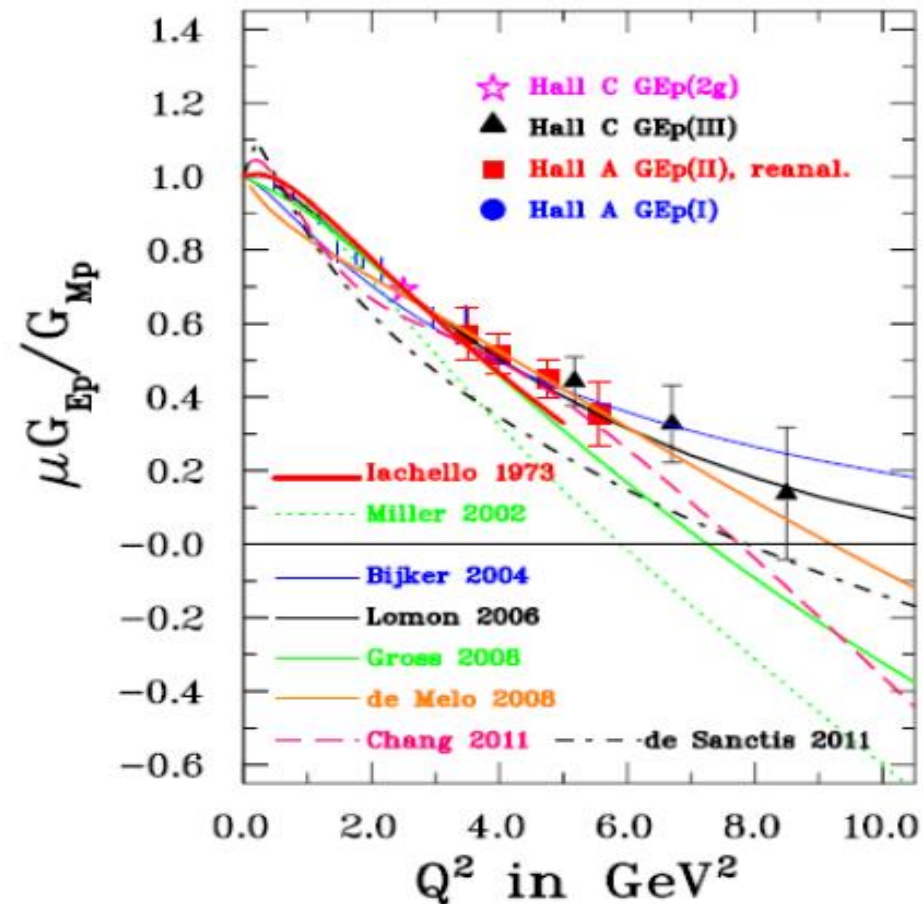 1.4
1.2
1.0
0.8
0.6
0.4
0.2
−0.0
−0.2
−0.4
−0.6
μG_Ep/G_Mp
Hall C GEp(2g)
Hall C GEp(III)
Hall A GEp(II), reanal.
Hall A GEp(I)
Iachello 1973
Miller 2002
Bijker 2004
Lomon 2006
Gross 2008
de Melo 2008
Chang 2011 de Sanctis 2011
0.0 2.0 4.0 6.0 8.0 10.0
Q² in GeV²